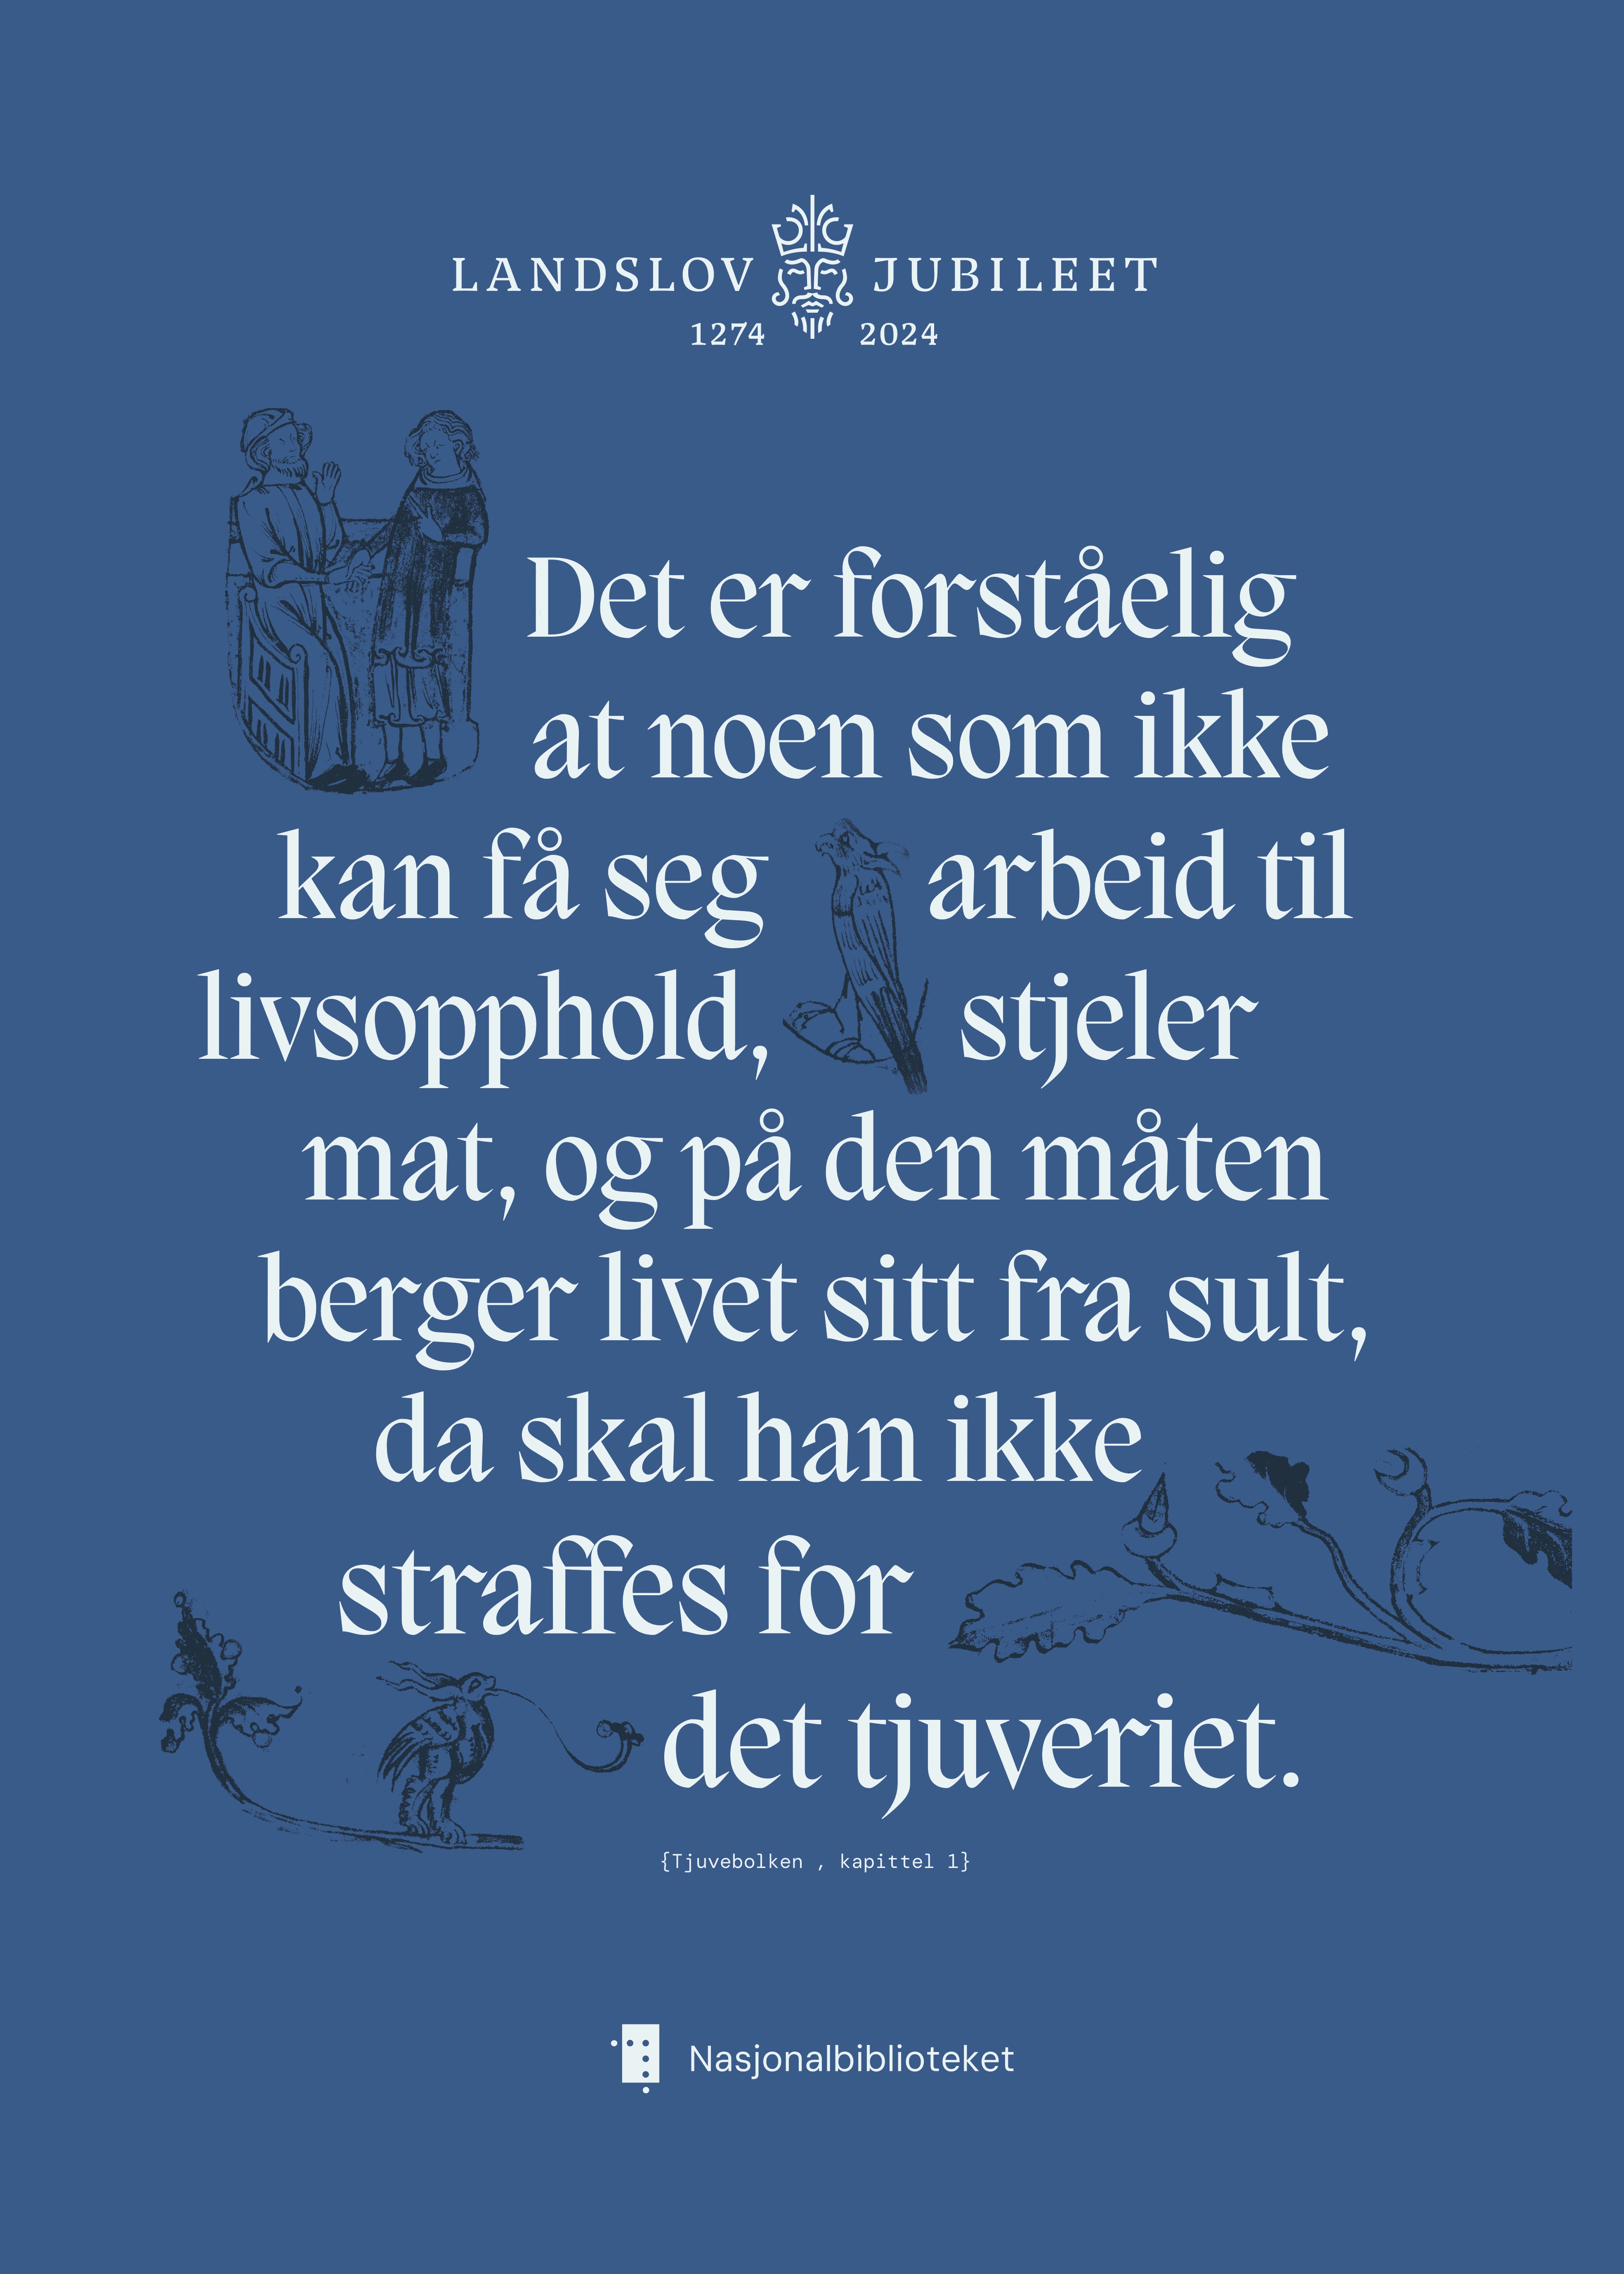 LANDSLOV JUBILEET
1274 2024
Det er forståelig
at noen som ikke
kan få seg arbeid til
livsopphold, stjeler
mat, og på den måten
berger livet sitt fra sult,
da skal han ikke
straffes for
det tjuveriet.
{Tjuvebolken , kapittel 1}
Nasjonalbiblioteket